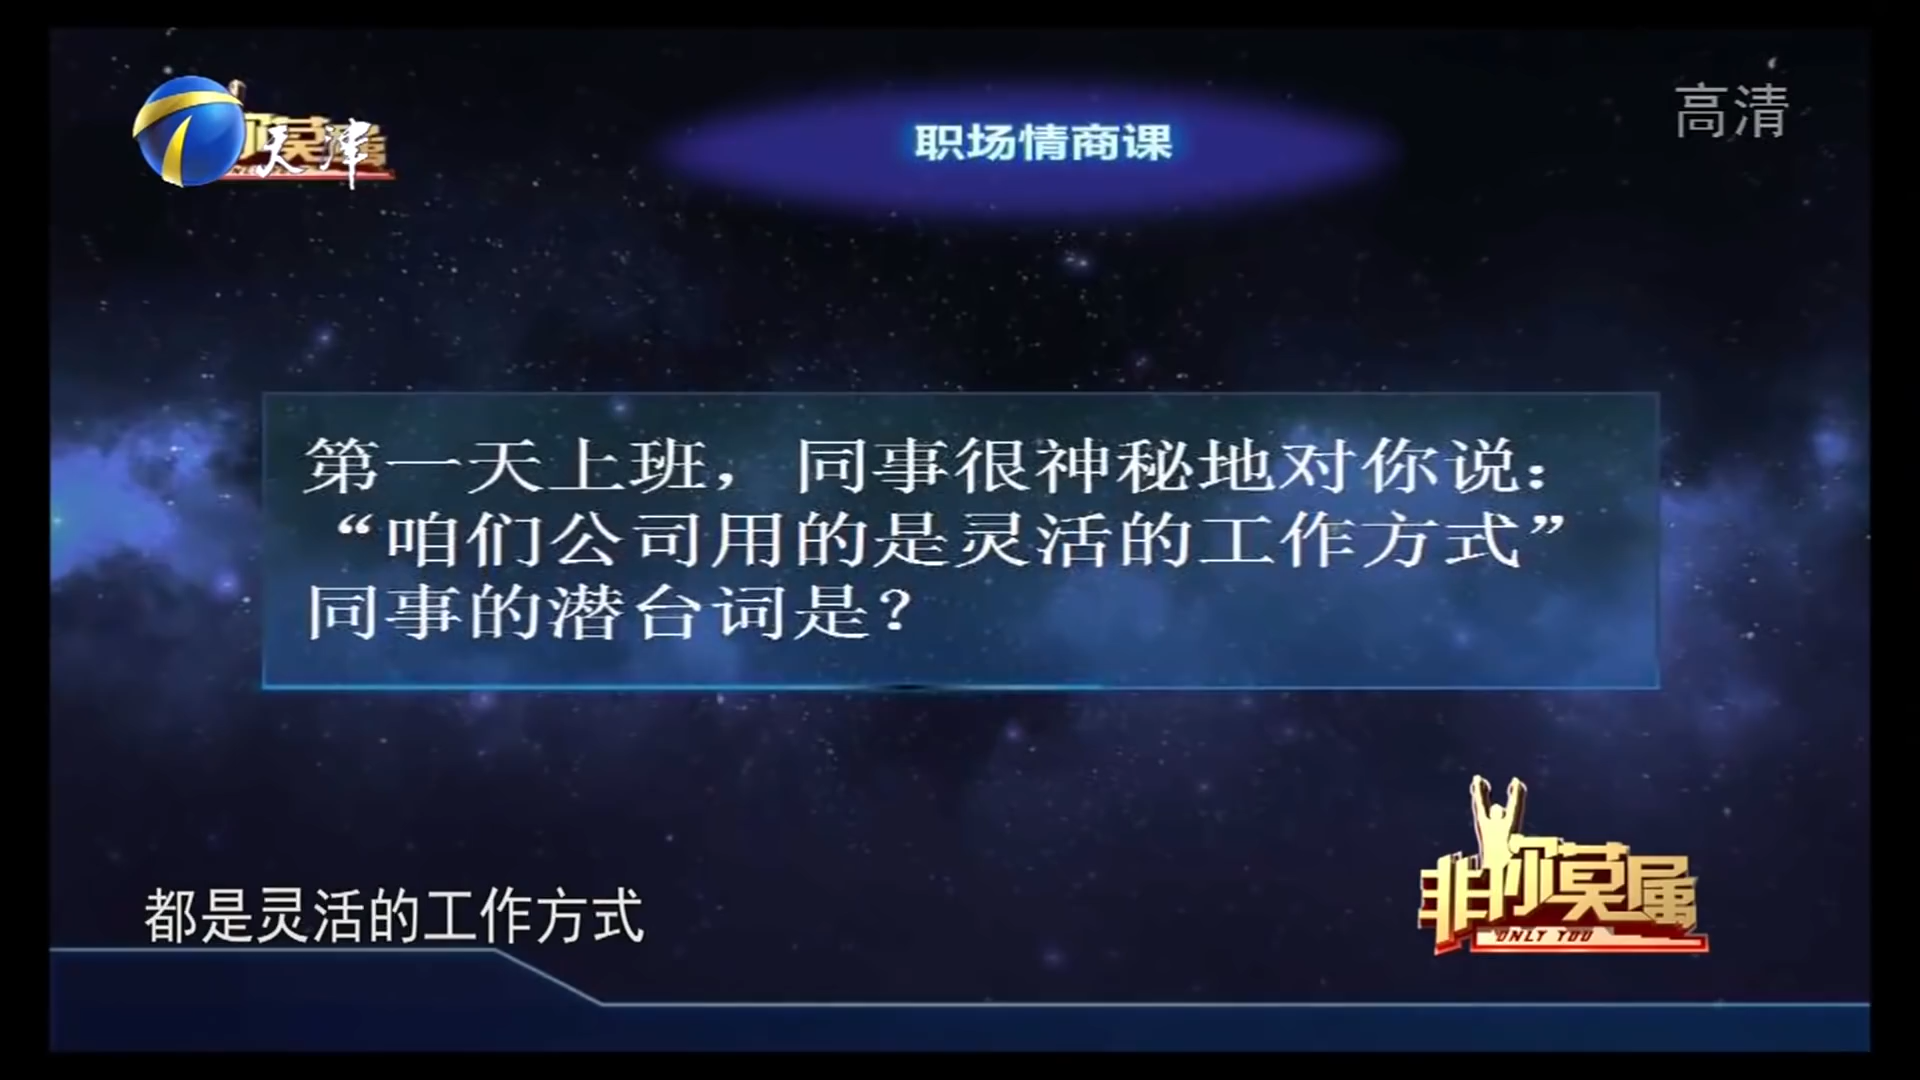 天津
高清
职场情商课
第一天上班，同事很神秘地对你说：
“咱们公司用的是灵活的工作方式”
同事的潜台词是？
非你莫属
ONLY YOU
都是灵活的工作方式